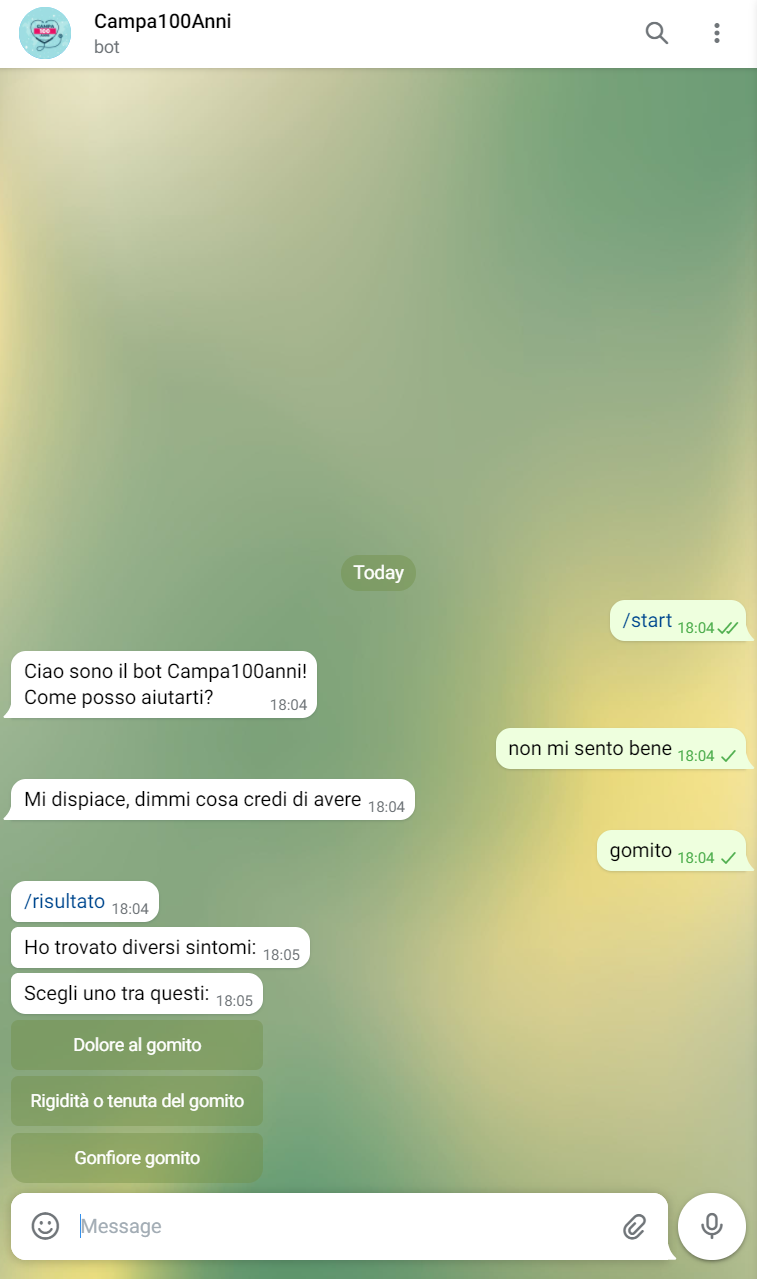 Campa100Anni
bot
Today
/start 18:04
Ciao sono il bot Campa100anni!
Come posso aiutarti? 18:04
non mi sento bene 18:04
Mi dispiace, dimmi cosa credi di avere 18:04
gomito 18:04
/risultato 18:04
Ho trovato diversi sintomi: 18:05
Scegli uno tra questi: 18:05
Dolore al gomito
Rigidità o tenuta del gomito
Gonfiore gomito
Message